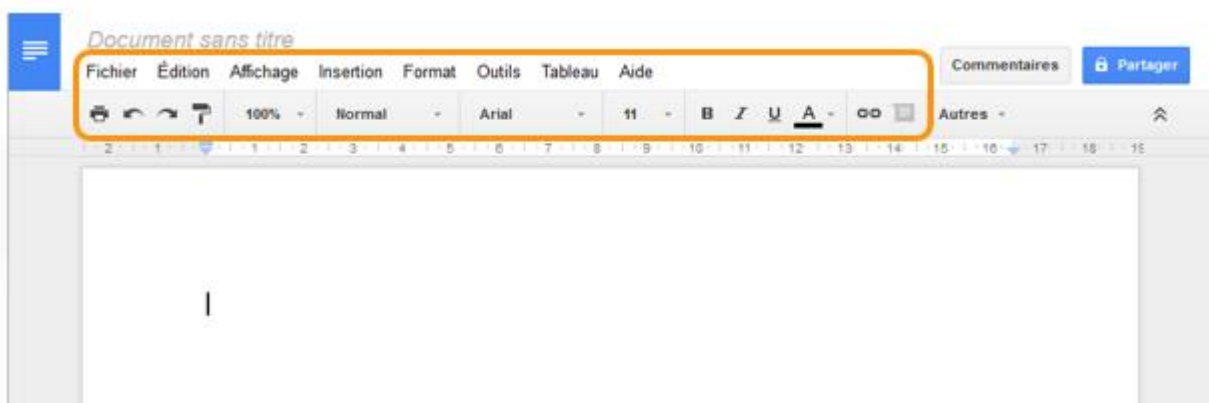 Document sans titre
Fichier Édition Affichage Insertion Format Outils Tableau Aide
Commentaires Partager
100% Normal Arial 11 B I U A Autres
2 1 1 2 3 4 5 6 7 8 9 10 11 12 13 14 15 16 17 18 19